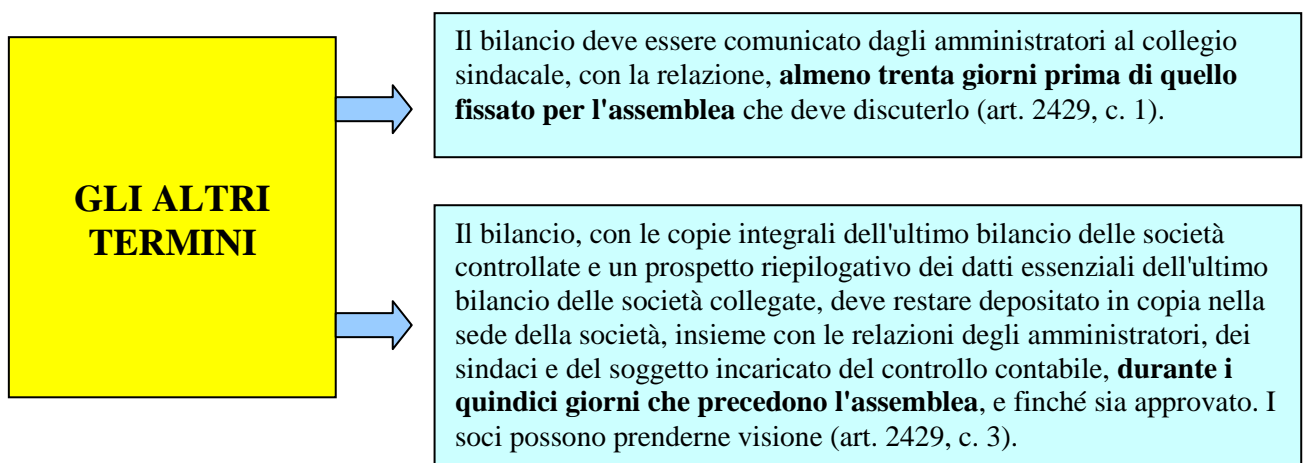 GLI ALTRI
TERMINI
Il bilancio deve essere comunicato dagli amministratori al collegio
sindacale, con la relazione, almeno trenta giorni prima di quello
fissato per l'assemblea che deve discuterlo (art. 2429, c. 1).
Il bilancio, con le copie integrali dell'ultimo bilancio delle società
controllate e un prospetto riepilogativo dei datti essenziali dell'ultimo
bilancio delle società collegate, deve restare depositato in copia nella
sede della società, insieme con le relazioni degli amministratori, dei
sindaci e del soggetto incaricato del controllo contabile, durante i
quindici giorni che precedono l'assemblea, e finché sia approvato. I
soci possono prenderne visione (art. 2429, c. 3).